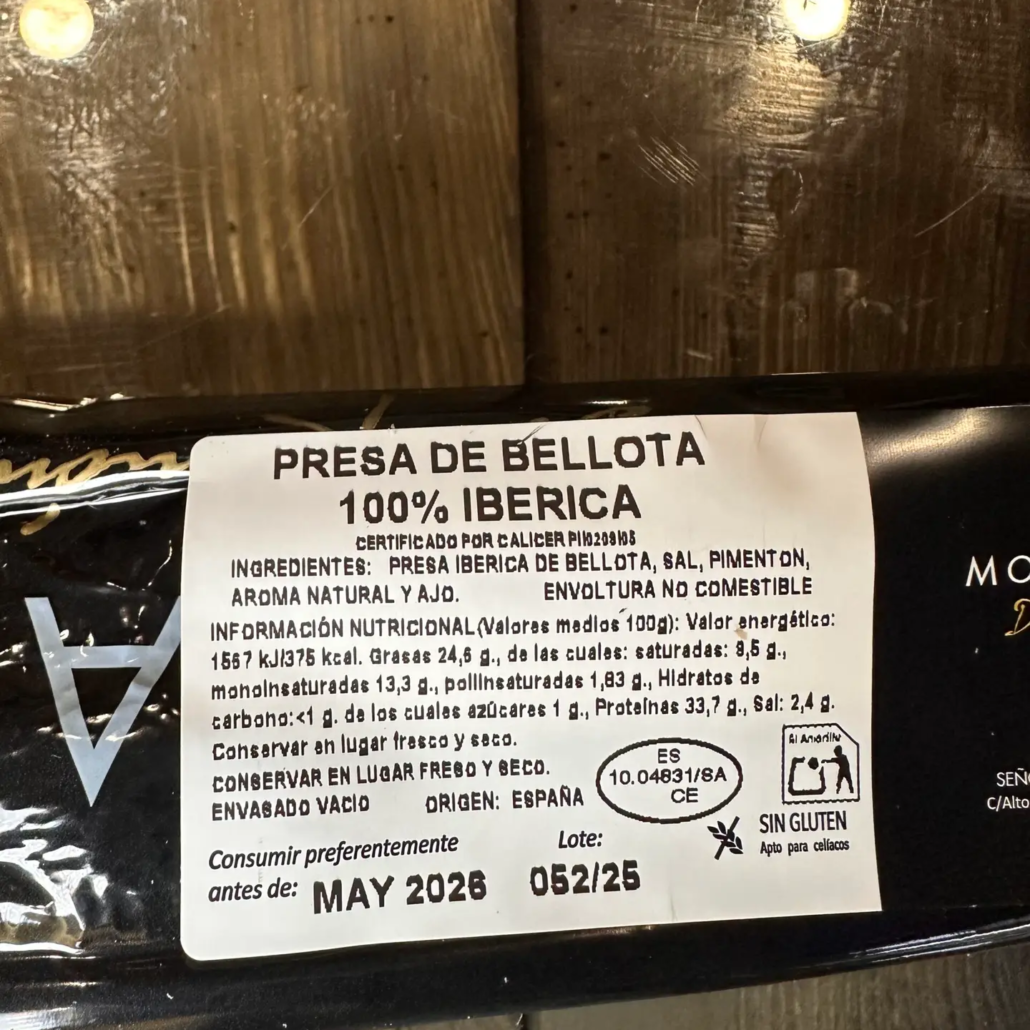 PRESA DE BELLOTA
100% IBERICA
CERTIFICADO POR CALICER
INGREDIENTES: PRESA IBERICA DE BELLOTA, SAL, PIMENTON,
AROMA NATURAL Y AJO. ENVOLTURA NO COMESTIBLE
INFORMACIÓN NUTRICIONAL (Valores medios 100g): Valor energético:
1567 kJ/375 kcal. Grasas 24,6 g., de las cuales: saturadas: 9,5 g.,
monoinsaturadas 13,3 g., poliinsaturadas 1,83 g., Hidratos de
carbono:<1 g. de los cuales azúcares 1 g., Proteínas 33,7 g., Sal: 2,4 g.
Conservar en lugar fresco y seco.
CONSERVAR EN LUGAR FRESO Y SECO.
ENVASADO VACIO ORIGEN: ESPAÑA
ES
10.04831/SA
CE
Al Amarillo
SIN GLUTEN
Apto para celíacos
Consumir preferentemente
antes de: MAY 2026
Lote:
052/25
MO
SEÑO
C/Alto